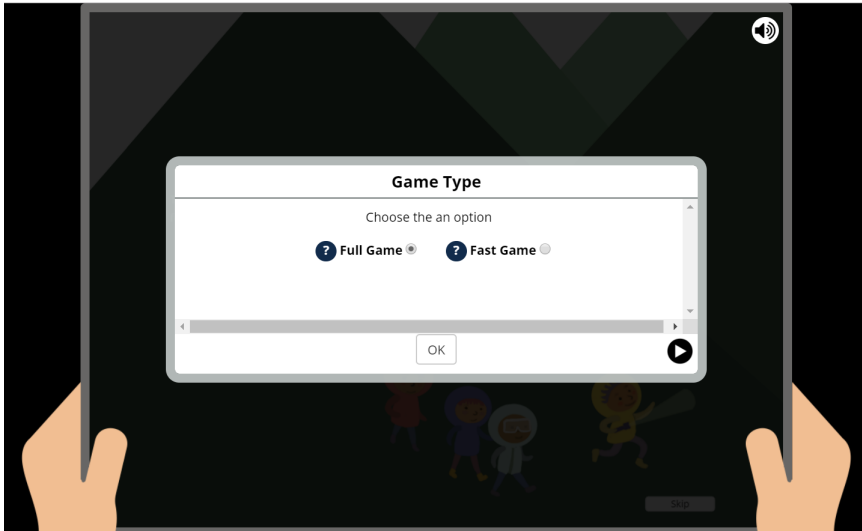 Game Type
Choose the an option
? Full Game ? Fast Game
OK
Skip